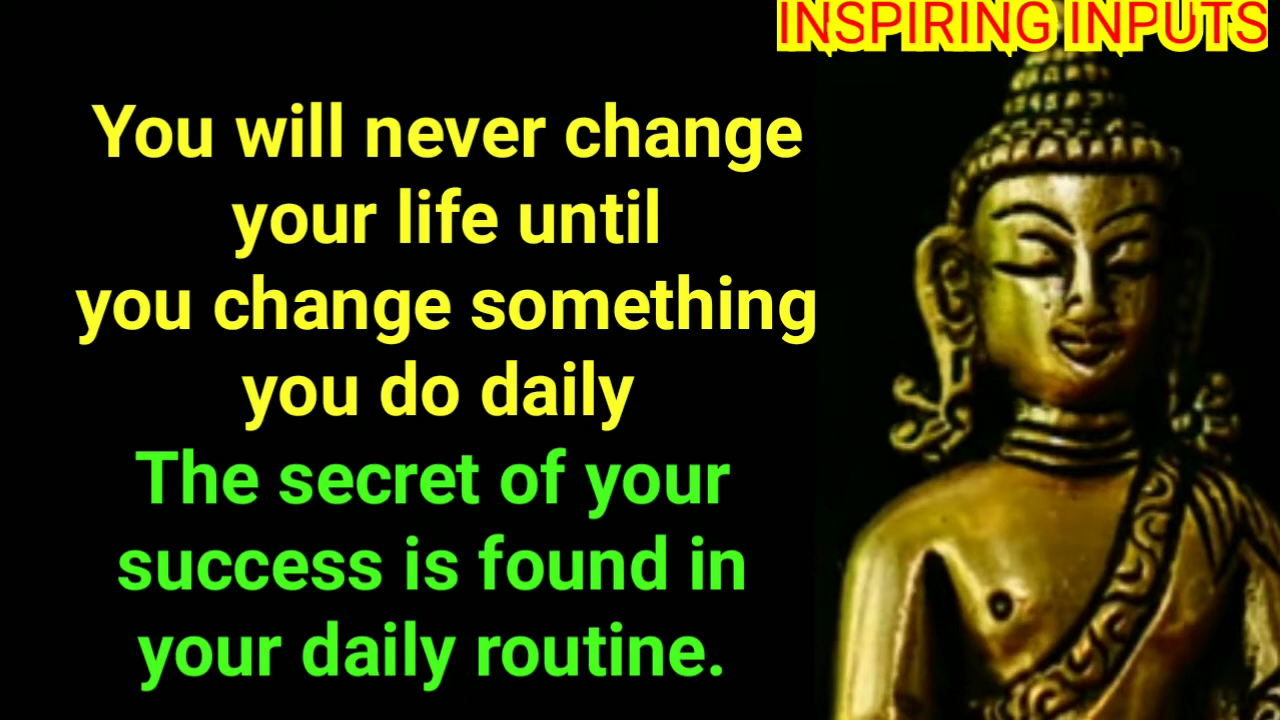 INSPIRING INPUTS
You will never change
your life until
you change something
you do daily
The secret of your
success is found in
your daily routine.